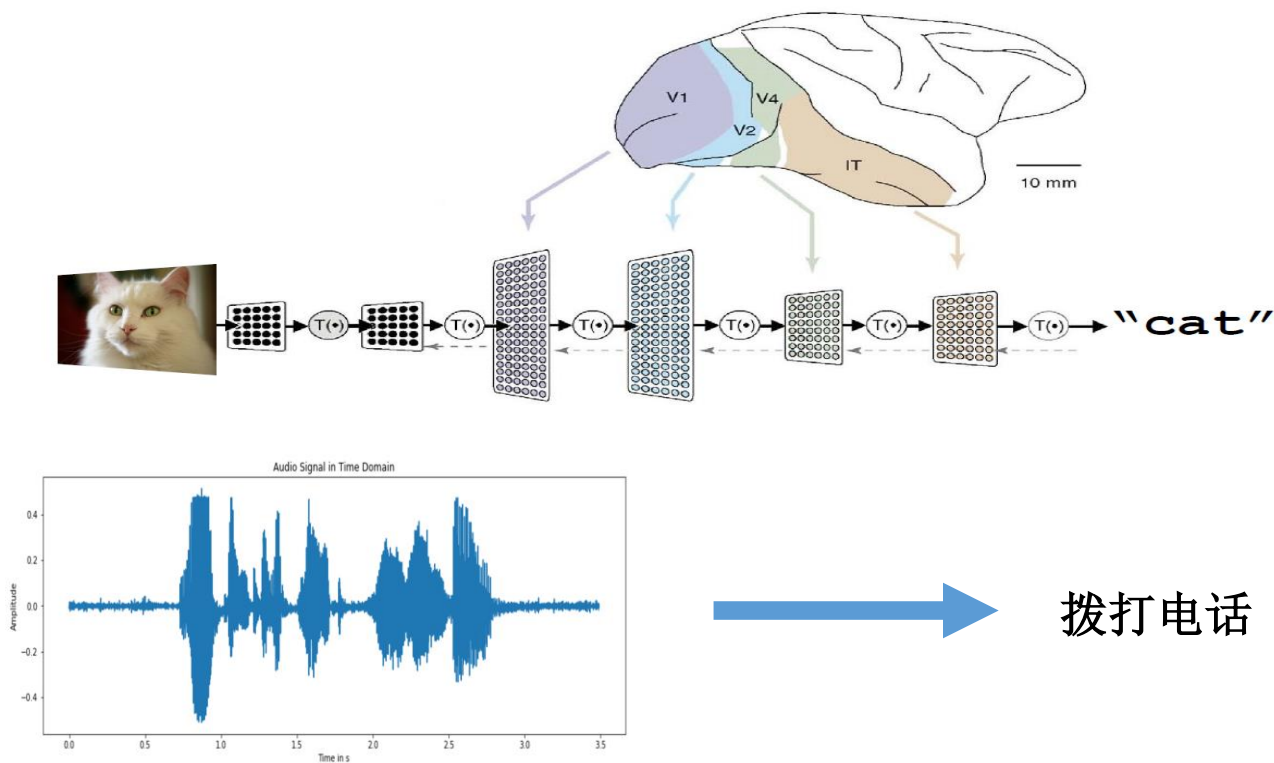 V1
V4
V2
IT
10 mm
T(•)
T(•)
T(•)
T(•)
T(•)
T(•)
“cat”
Audio Signal in Time Domain
Amplitude
0.4
0.2
0.0
−0.2
−0.4
0.0 0.5 1.0 1.5 2.0 2.5 3.0 3.5
Time in s
拨打电话